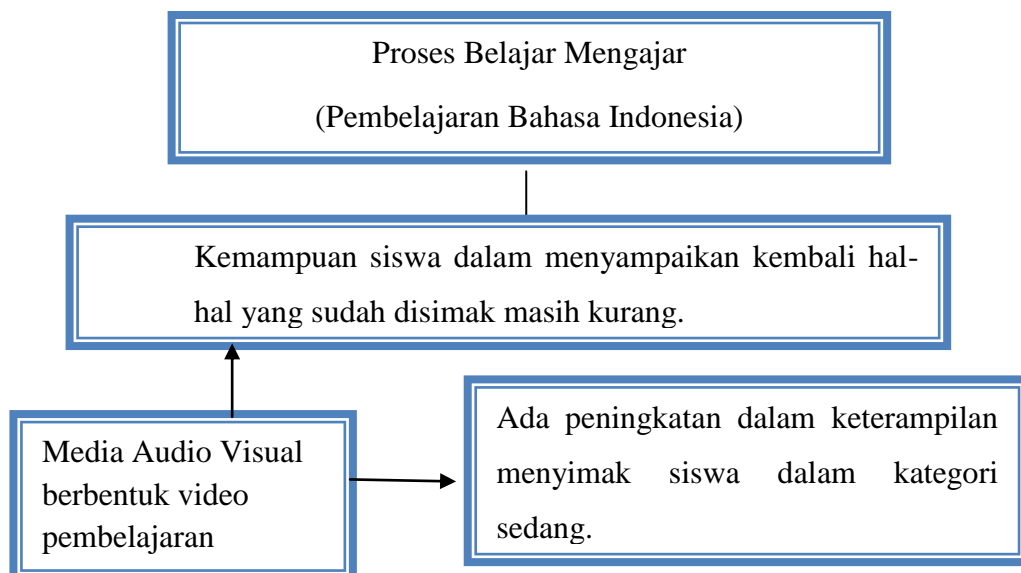 Proses Belajar Mengajar
(Pembelajaran Bahasa Indonesia)
Kemampuan siswa dalam menyampaikan kembali hal-
hal yang sudah disimak masih kurang.
Media Audio Visual
berbentuk video
pembelajaran
Ada peningkatan dalam keterampilan
menyimak siswa dalam kategori
sedang.